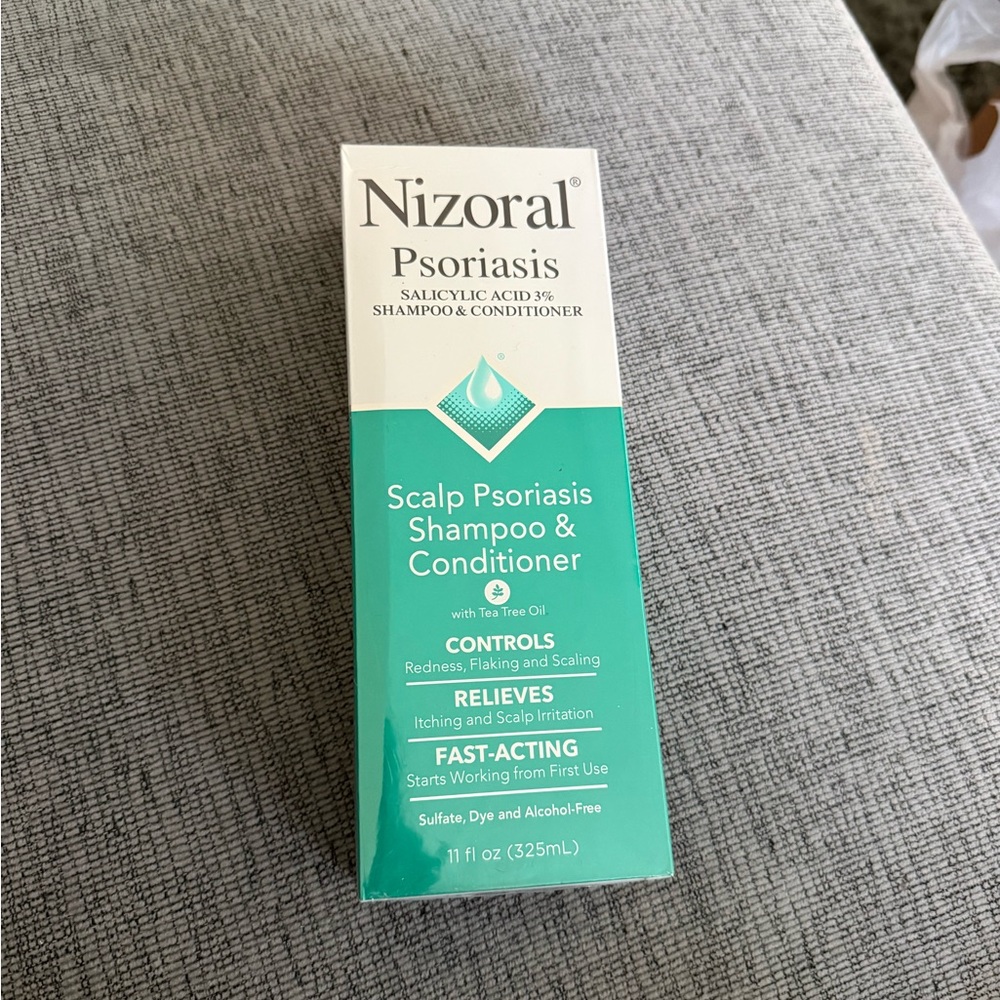 Nizoral®
Psoriasis
SALICYLIC ACID 3%
SHAMPOO & CONDITIONER
®
Scalp Psoriasis
Shampoo &
Conditioner
with Tea Tree Oil
CONTROLS
Redness, Flaking and Scaling
RELIEVES
Itching and Scalp Irritation
FAST-ACTING
Starts Working from First Use
Sulfate, Dye and Alcohol-Free
11 fl oz (325mL)